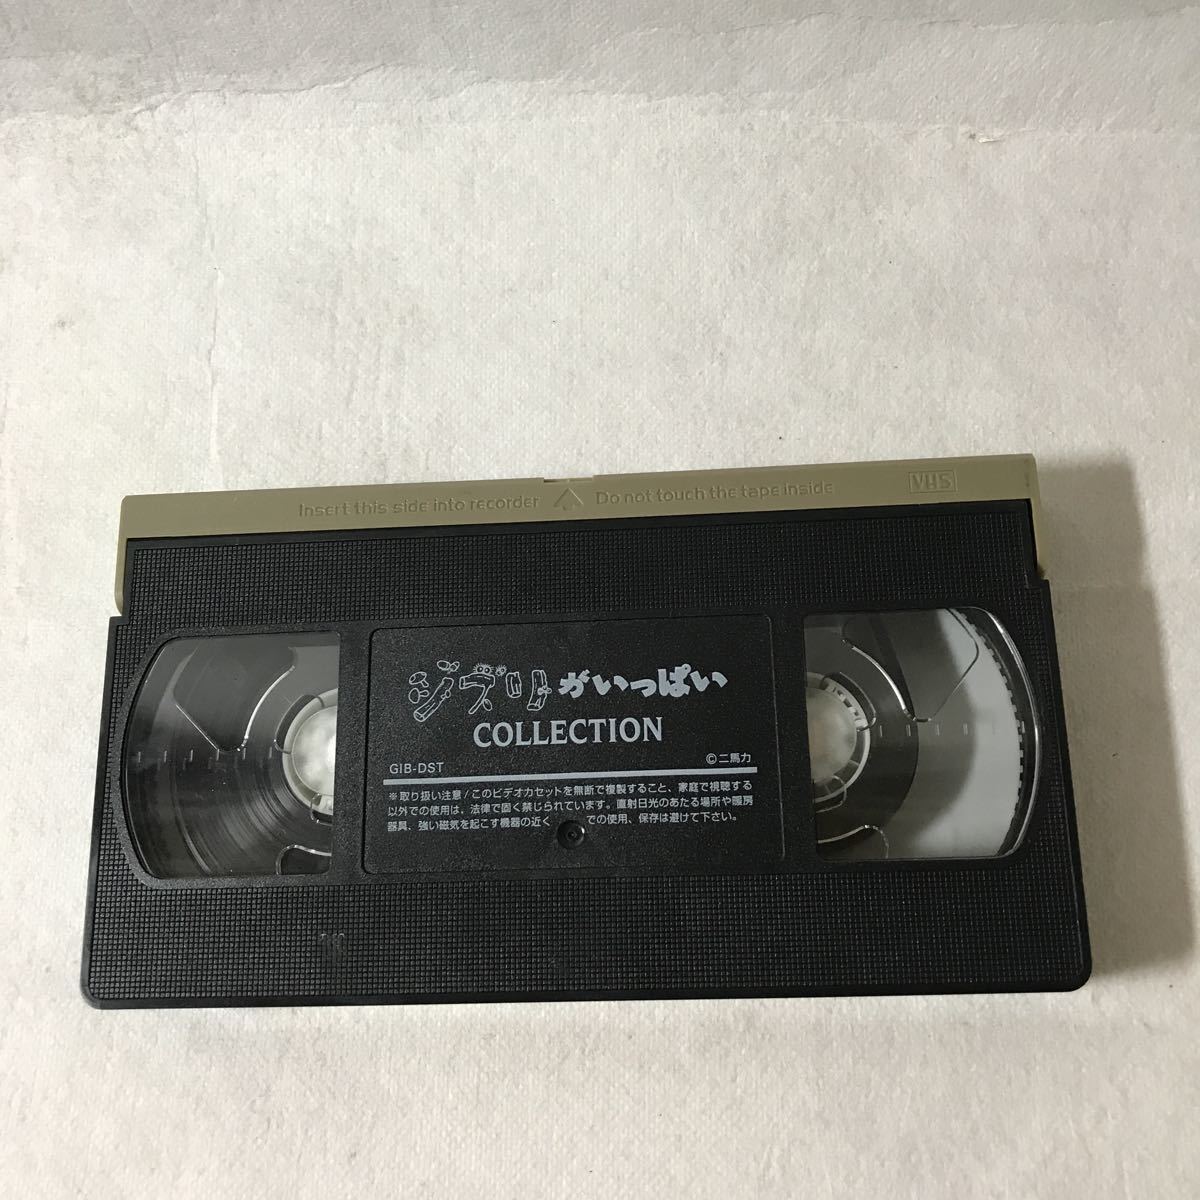 Insert this side into recorder △ Do not touch the tape inside VHS
ジブリがいっぱい
COLLECTION
GIB-DST ©二馬力
※取り扱い注意/このビデオカセットを無断で複製すること、家庭で視聴する
以外での使用は、法律で固く禁じられています。直射日光のあたる場所や暖房
器具、強い磁気を起こす機器の近く での使用、保存は避けて下さい。